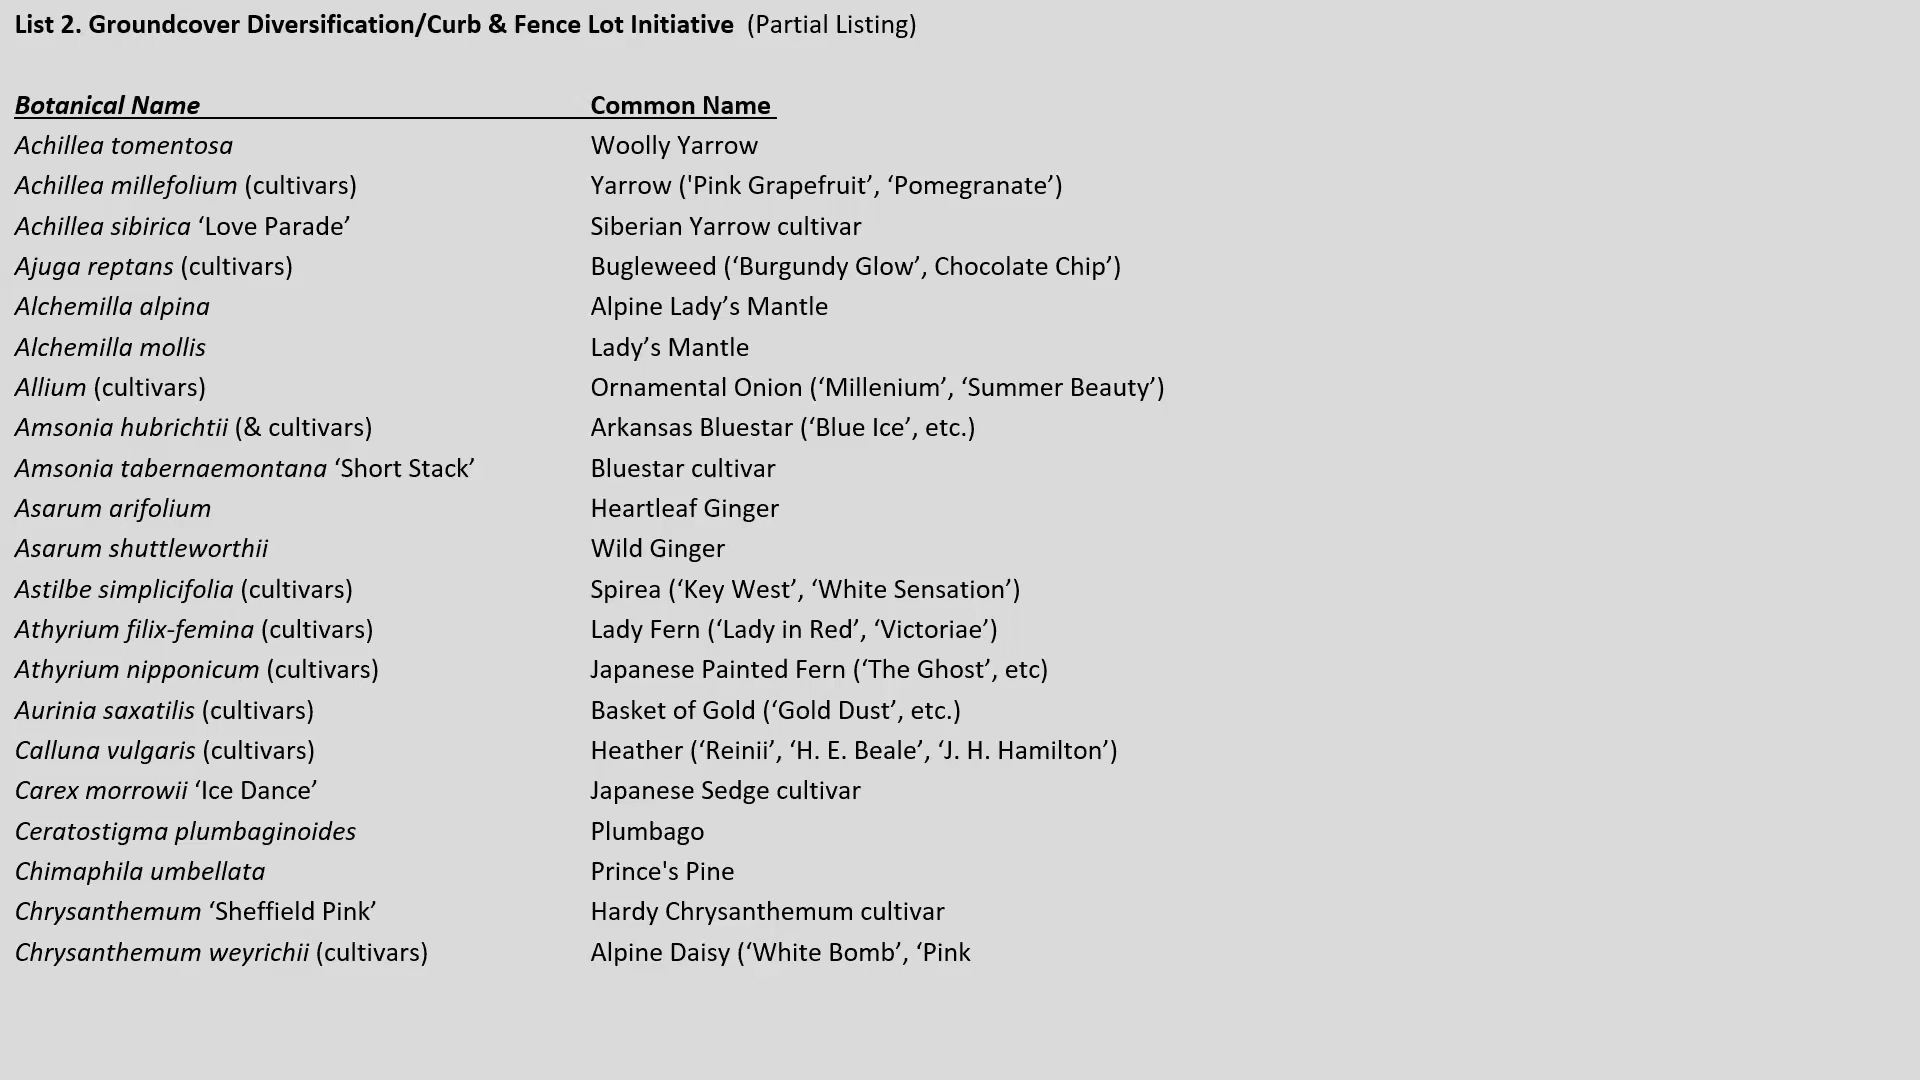 List 2. Groundcover Diversification/Curb & Fence Lot Initiative (Partial Listing)
Botanical Name Common Name
Achillea tomentosa Woolly Yarrow
Achillea millefolium (cultivars) Yarrow ('Pink Grapefruit’, ‘Pomegranate’)
Achillea sibirica ‘Love Parade’ Siberian Yarrow cultivar
Ajuga reptans (cultivars) Bugleweed (‘Burgundy Glow’, Chocolate Chip’)
Alchemilla alpina Alpine Lady’s Mantle
Alchemilla mollis Lady’s Mantle
Allium (cultivars) Ornamental Onion (‘Millenium’, ‘Summer Beauty’)
Amsonia hubrichtii (& cultivars) Arkansas Bluestar (‘Blue Ice’, etc.)
Amsonia tabernaemontana ‘Short Stack’ Bluestar cultivar
Asarum arifolium Heartleaf Ginger
Asarum shuttleworthii Wild Ginger
Astilbe simplicifolia (cultivars) Spirea (‘Key West’, ‘White Sensation’)
Athyrium filix-femina (cultivars) Lady Fern (‘Lady in Red’, ‘Victoriae’)
Athyrium nipponicum (cultivars) Japanese Painted Fern (‘The Ghost’, etc)
Aurinia saxatilis (cultivars) Basket of Gold (‘Gold Dust’, etc.)
Calluna vulgaris (cultivars) Heather (‘Reinii’, ‘H. E. Beale’, ‘J. H. Hamilton’)
Carex morrowii ‘Ice Dance’ Japanese Sedge cultivar
Ceratostigma plumbaginoides Plumbago
Chimaphila umbellata Prince's Pine
Chrysanthemum ‘Sheffield Pink’ Hardy Chrysanthemum cultivar
Chrysanthemum weyrichii (cultivars) Alpine Daisy (‘White Bomb’, ‘Pink